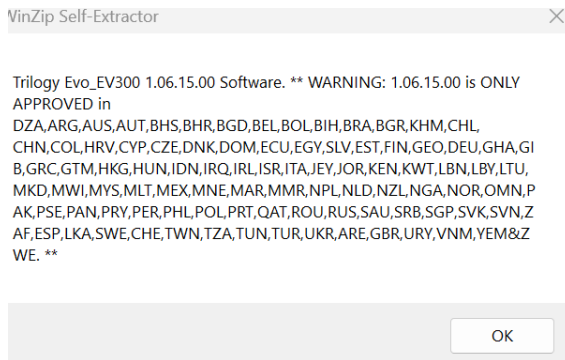 WinZip Self-Extractor
Trilogy Evo_EV300 1.06.15.00 Software. ** WARNING: 1.06.15.00 is ONLY
APPROVED in
DZA,ARG,AUS,AUT,BHS,BHR,BGD,BEL,BOL,BIH,BRA,BGR,KHM,CHL,
CHN,COL,HRV,CYP,CZE,DNK,DOM,ECU,EGY,SLV,EST,FIN,GEO,DEU,GHA,GI
B,GRC,GTM,HKG,HUN,IDN,IRQ,IRL,ISR,ITA,JEY,JOR,KEN,KWT,LBN,LBY,LTU,
MKD,MWI,MYS,MLT,MEX,MNE,MAR,MMR,NPL,NLD,NZL,NGA,NOR,OMN,P
AK,PSE,PAN,PRY,PER,PHL,POL,PRT,QAT,ROU,RUS,SAU,SRB,SGP,SVK,SVN,Z
AF,ESP,LKA,SWE,CHE,TWN,TZA,TUN,TUR,UKR,ARE,GBR,URY,VNM,YEM&Z
WE. **
OK